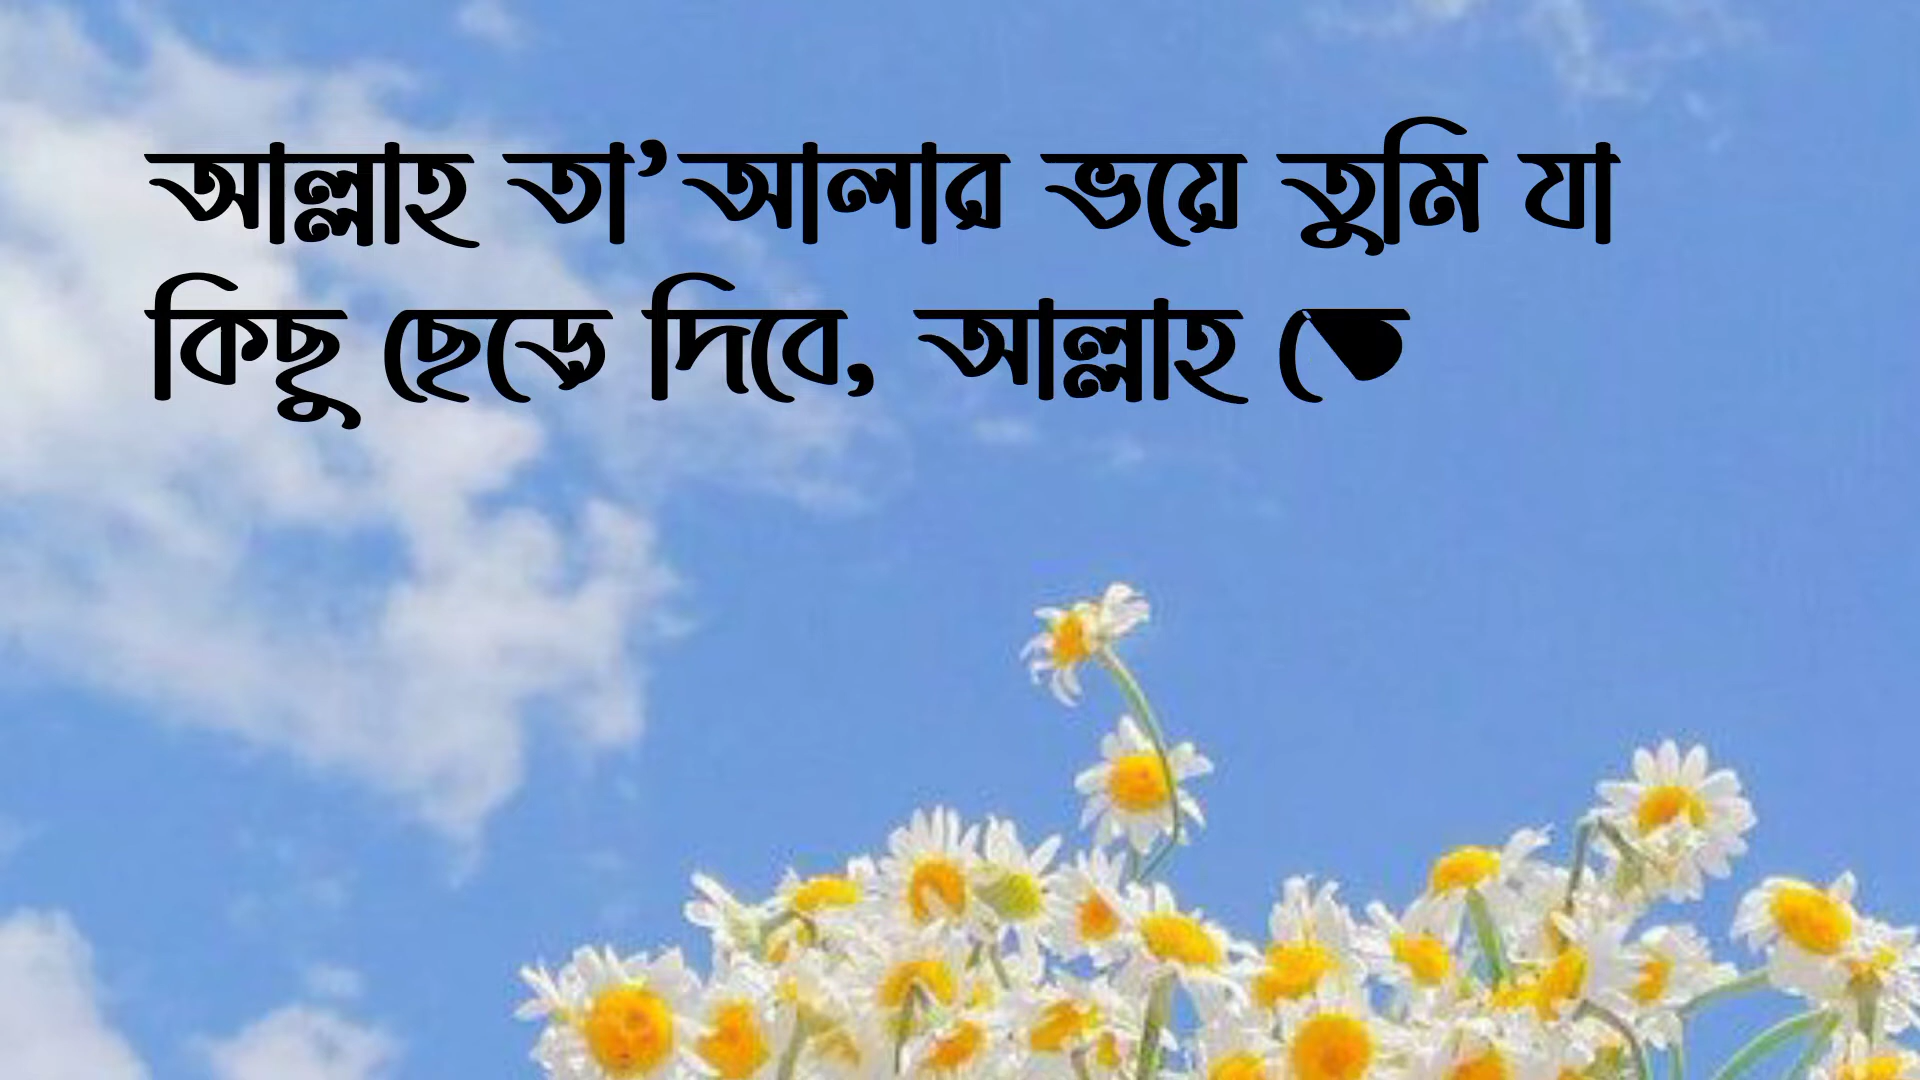 আল্লাহ তা’আলার ভয়ে তুমি যা
কিছু ছেড়ে দিবে, আল্লাহ